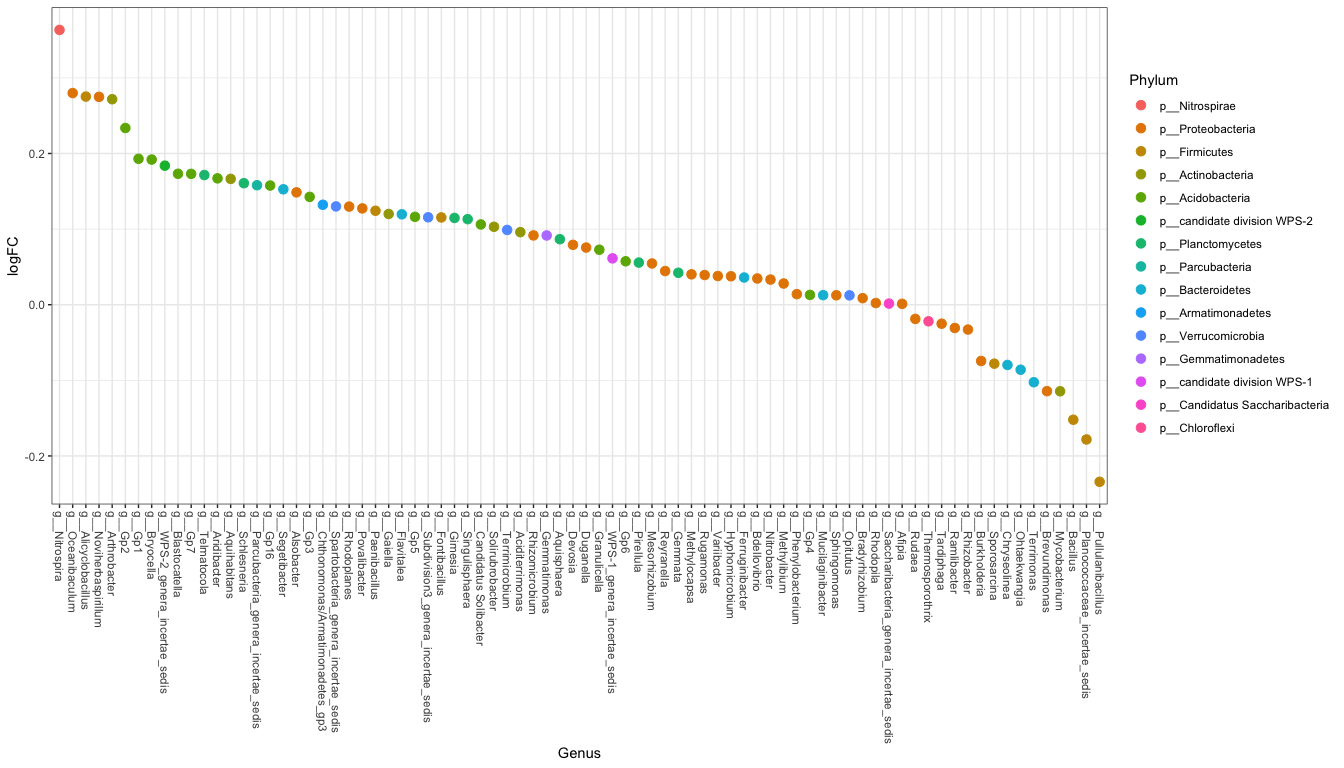 logFC
0.2
0.0
-0.2
g__Nitrospira
g__Oceanibaculum
g__Alicyclobacillus
g__Noviherbaspirillum
g__Arthrobacter
g__Gp2
g__Gp1
g__Bryocella
g__WPS-2_genera_incertae_sedis
g__Blastocatella
g__Gp7
g__Telmatocola
g__Aridibacter
g__Aquihabitans
g__Schlesneria
g__Parcubacteria_genera_incertae_sedis
g__Gp16
g__Segetibacter
g__Alsobacter
g__Gp3
g__Chthonomonas/Armatimonadetes_gp3
g__Spartobacteria_genera_incertae_sedis
g__Rhodoplanes
g__Povalibacter
g__Paenibacillus
g__Gaiella
g__Flavitalea
g__Gp5
g__Subdivision3_genera_incertae_sedis
g__Fontibacillus
g__Gimesia
g__Singulisphaera
g__Candidatus Solibacter
g__Solirubrobacter
g__Terrimicrobium
g__Aciditerrimonas
g__Rhizomicrobium
g__Gemmatimonas
g__Aquisphaera
g__Devosia
g__Duganella
g__Granulicella
g__WPS-1_genera_incertae_sedis
g__Gp6
g__Pirellula
g__Mesorhizobium
g__Reyranella
g__Gemmata
g__Methylocapsa
g__Rugamonas
g__Variibacter
g__Hyphomicrobium
g__Ferruginibacter
g__Bdellovibrio
g__Nitrobacter
g__Methylibium
g__Phenylobacterium
g__Gp4
g__Mucilaginibacter
g__Sphingomonas
g__Opitutus
g__Bradyrhizobium
g__Rhodopila
g__Saccharibacteria_genera_incertae_sedis
g__Afipia
g__Rudaea
g__Thermosporothrix
g__Tardiphaga
g__Ramlibacter
g__Rhizobacter
g__Burkholderia
g__Sporosarcina
g__Chryseolinea
g__Ohtaekwangia
g__Terrimonas
g__Brevundimonas
g__Mycobacterium
g__Bacillus
g__Planococcaceae_incertae_sedis
g__Pullulanibacillus
Genus
Phylum
p__Nitrospirae
p__Proteobacteria
p__Firmicutes
p__Actinobacteria
p__Acidobacteria
p__candidate division WPS-2
p__Planctomycetes
p__Parcubacteria
p__Bacteroidetes
p__Armatimonadetes
p__Verrucomicrobia
p__Gemmatimonadetes
p__candidate division WPS-1
p__Candidatus Saccharibacteria
p__Chloroflexi